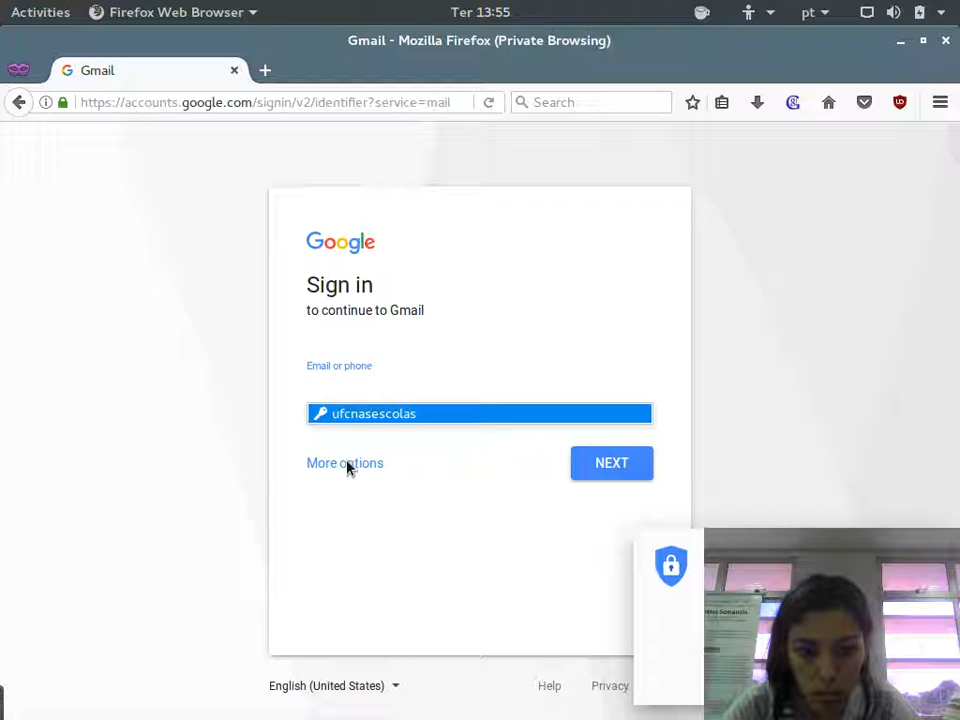 Activities Firefox Web Browser Ter 13:55 pt
Gmail - Mozilla Firefox (Private Browsing)
Gmail
https://accounts.google.com/signin/v2/identifier?service=mail Search
Google
Sign in
to continue to Gmail
Email or phone
ufcnasescolas
More options NEXT
English (United States) Help Privacy